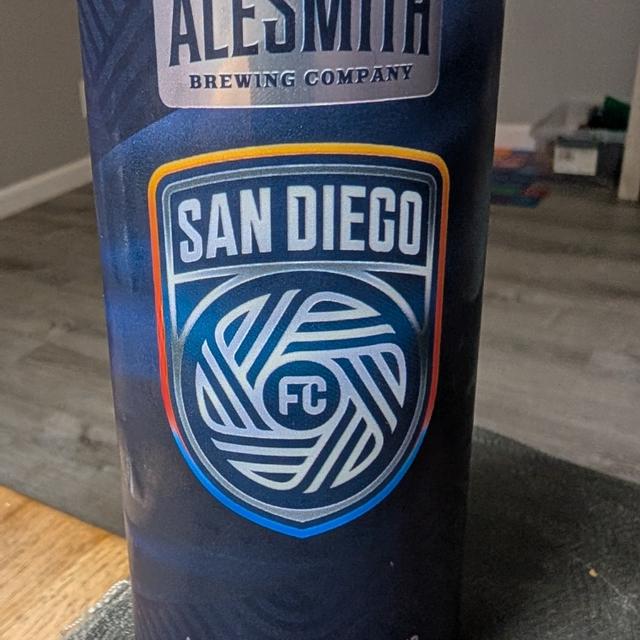 ALESMITH
BREWING COMPANY
SAN DIEGO
FC